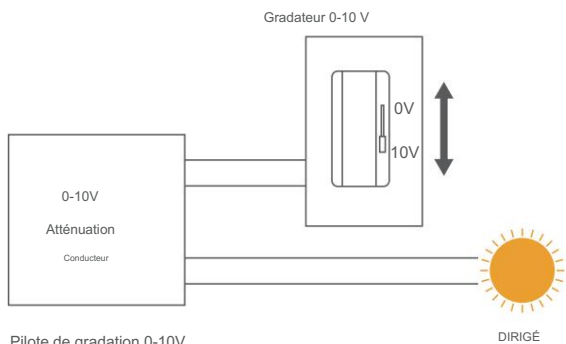 Gradateur 0-10 V
0V
10V
0-10V
Atténuation
Conducteur
Pilote de gradation 0-10V
DIRIGÉ